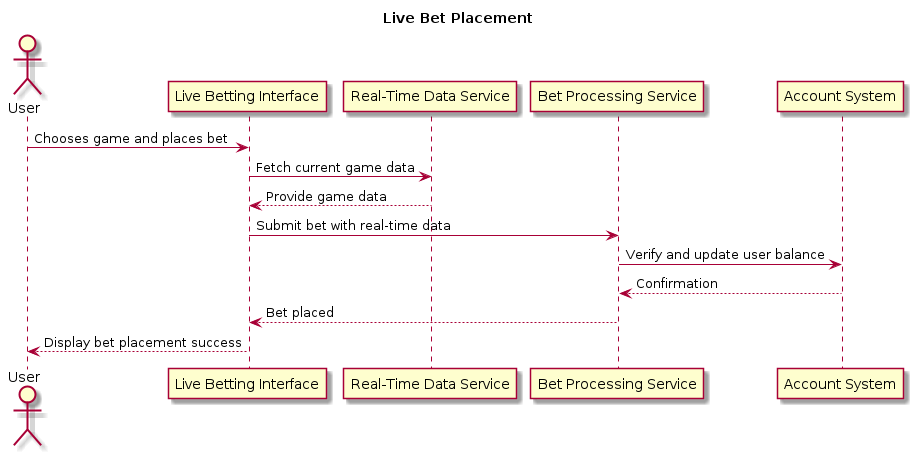 Live Bet Placement
User
Live Betting Interface
Real-Time Data Service
Bet Processing Service
Account System
Chooses game and places bet
Fetch current game data
Provide game data
Submit bet with real-time data
Verify and update user balance
Confirmation
Bet placed
Display bet placement success
User
Live Betting Interface
Real-Time Data Service
Bet Processing Service
Account System